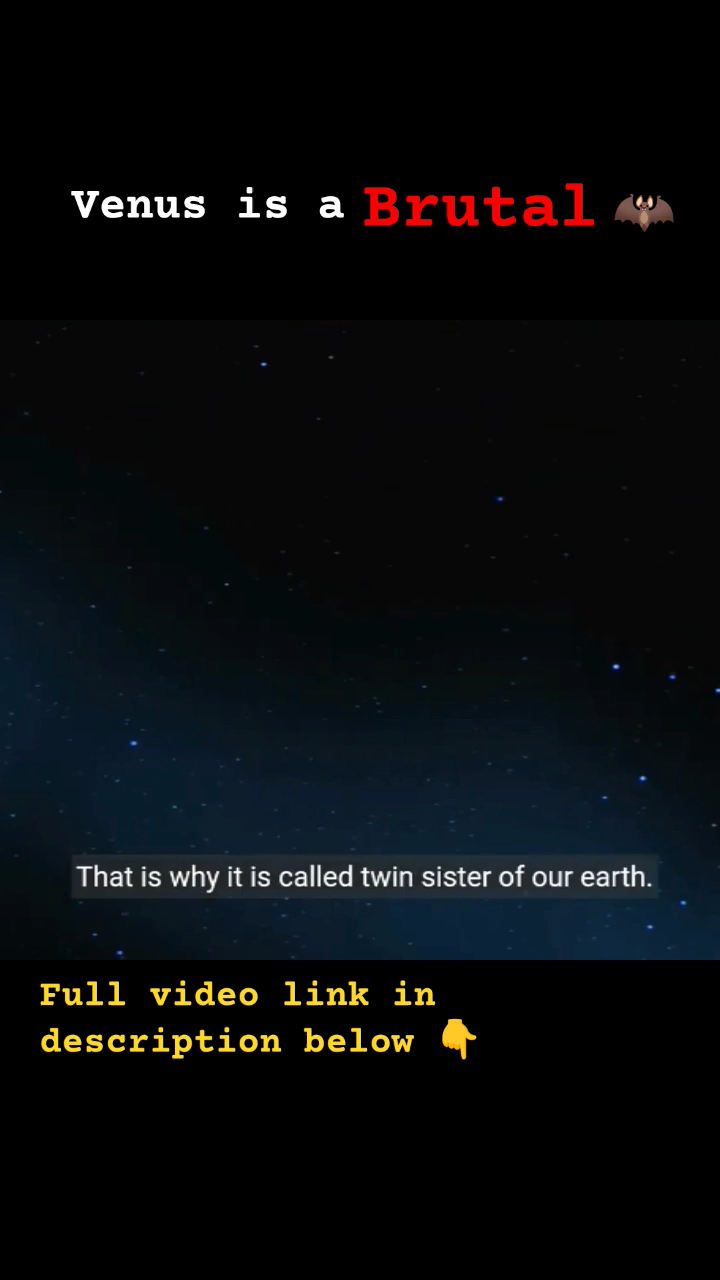 Venus is a Brutal 🦇
That is why it is called twin sister of our earth.
Full video link in
description below 👇